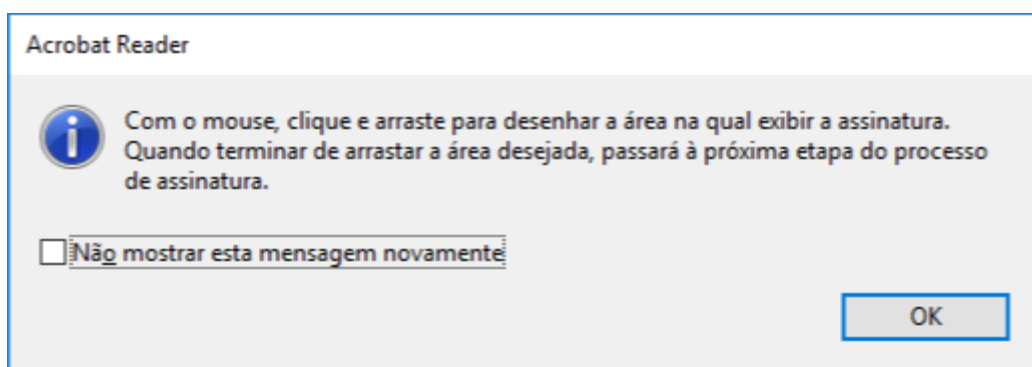 Acrobat Reader
Com o mouse, clique e arraste para desenhar a área na qual exibir a assinatura.
Quando terminar de arrastar a área desejada, passará à próxima etapa do processo
de assinatura.
Não mostrar esta mensagem novamente
OK